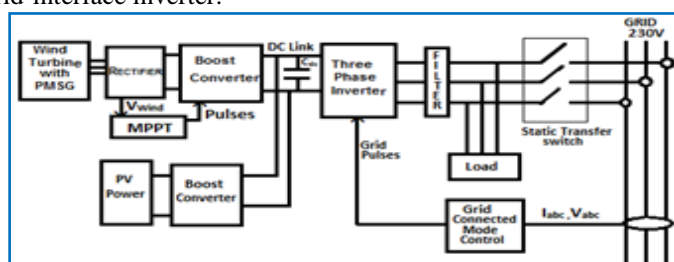 rid-interface inverter.
GRID
230V
Wind
Turbine
with
PMSG
RECTIFIER
Boost
Converter
DC Link
Cdc
Three
Phase
Inverter
FILTER
VWind
MPPT
Pulses
Grid
Pulses
Static Transfer
switch
Load
PV
Power
Boost
Converter
Grid
Connected
Mode
Control
Iabc ,Vabc